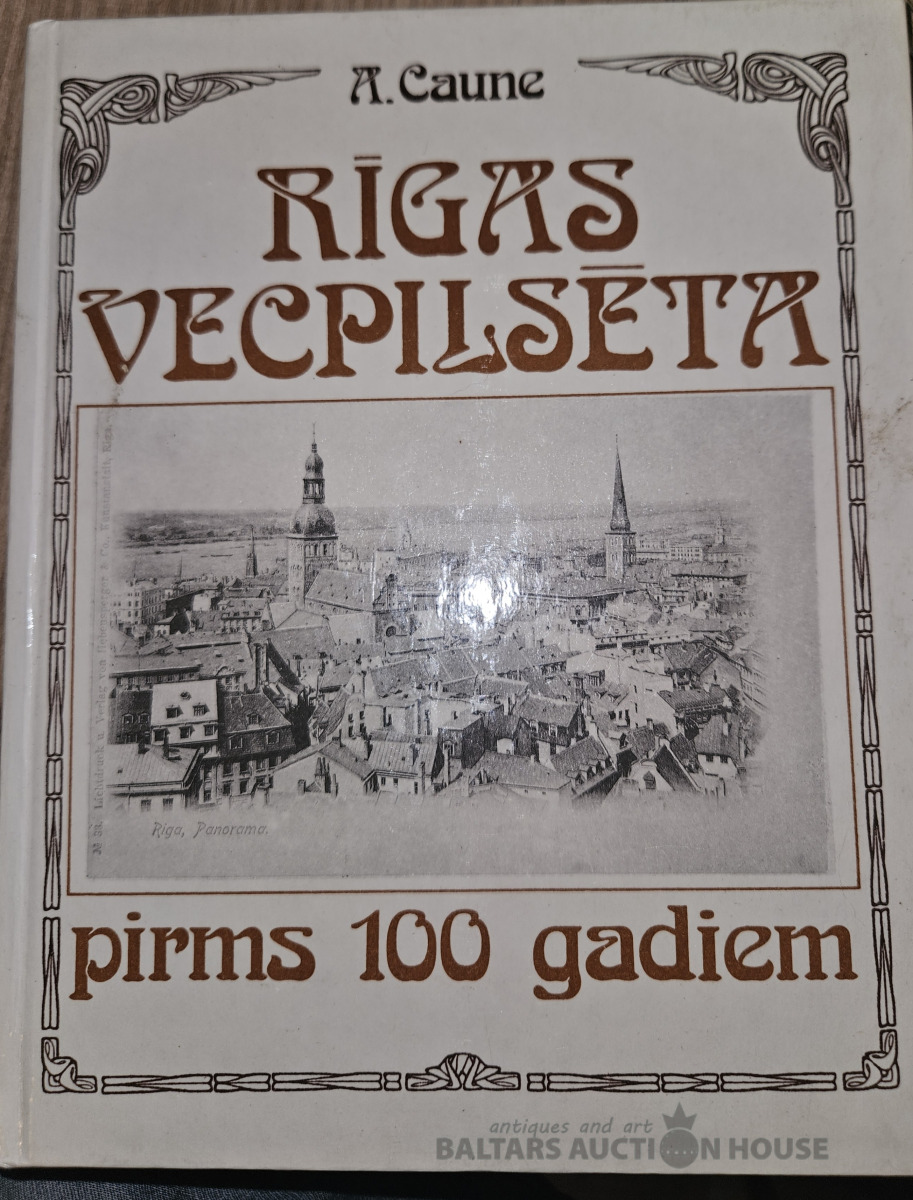 A. Caune
RĪGAS
VECPILSĒTA
Riga, Panorama.
pirms 100 gadiem
antiques and art
BALTARS AUCTION HOUSE